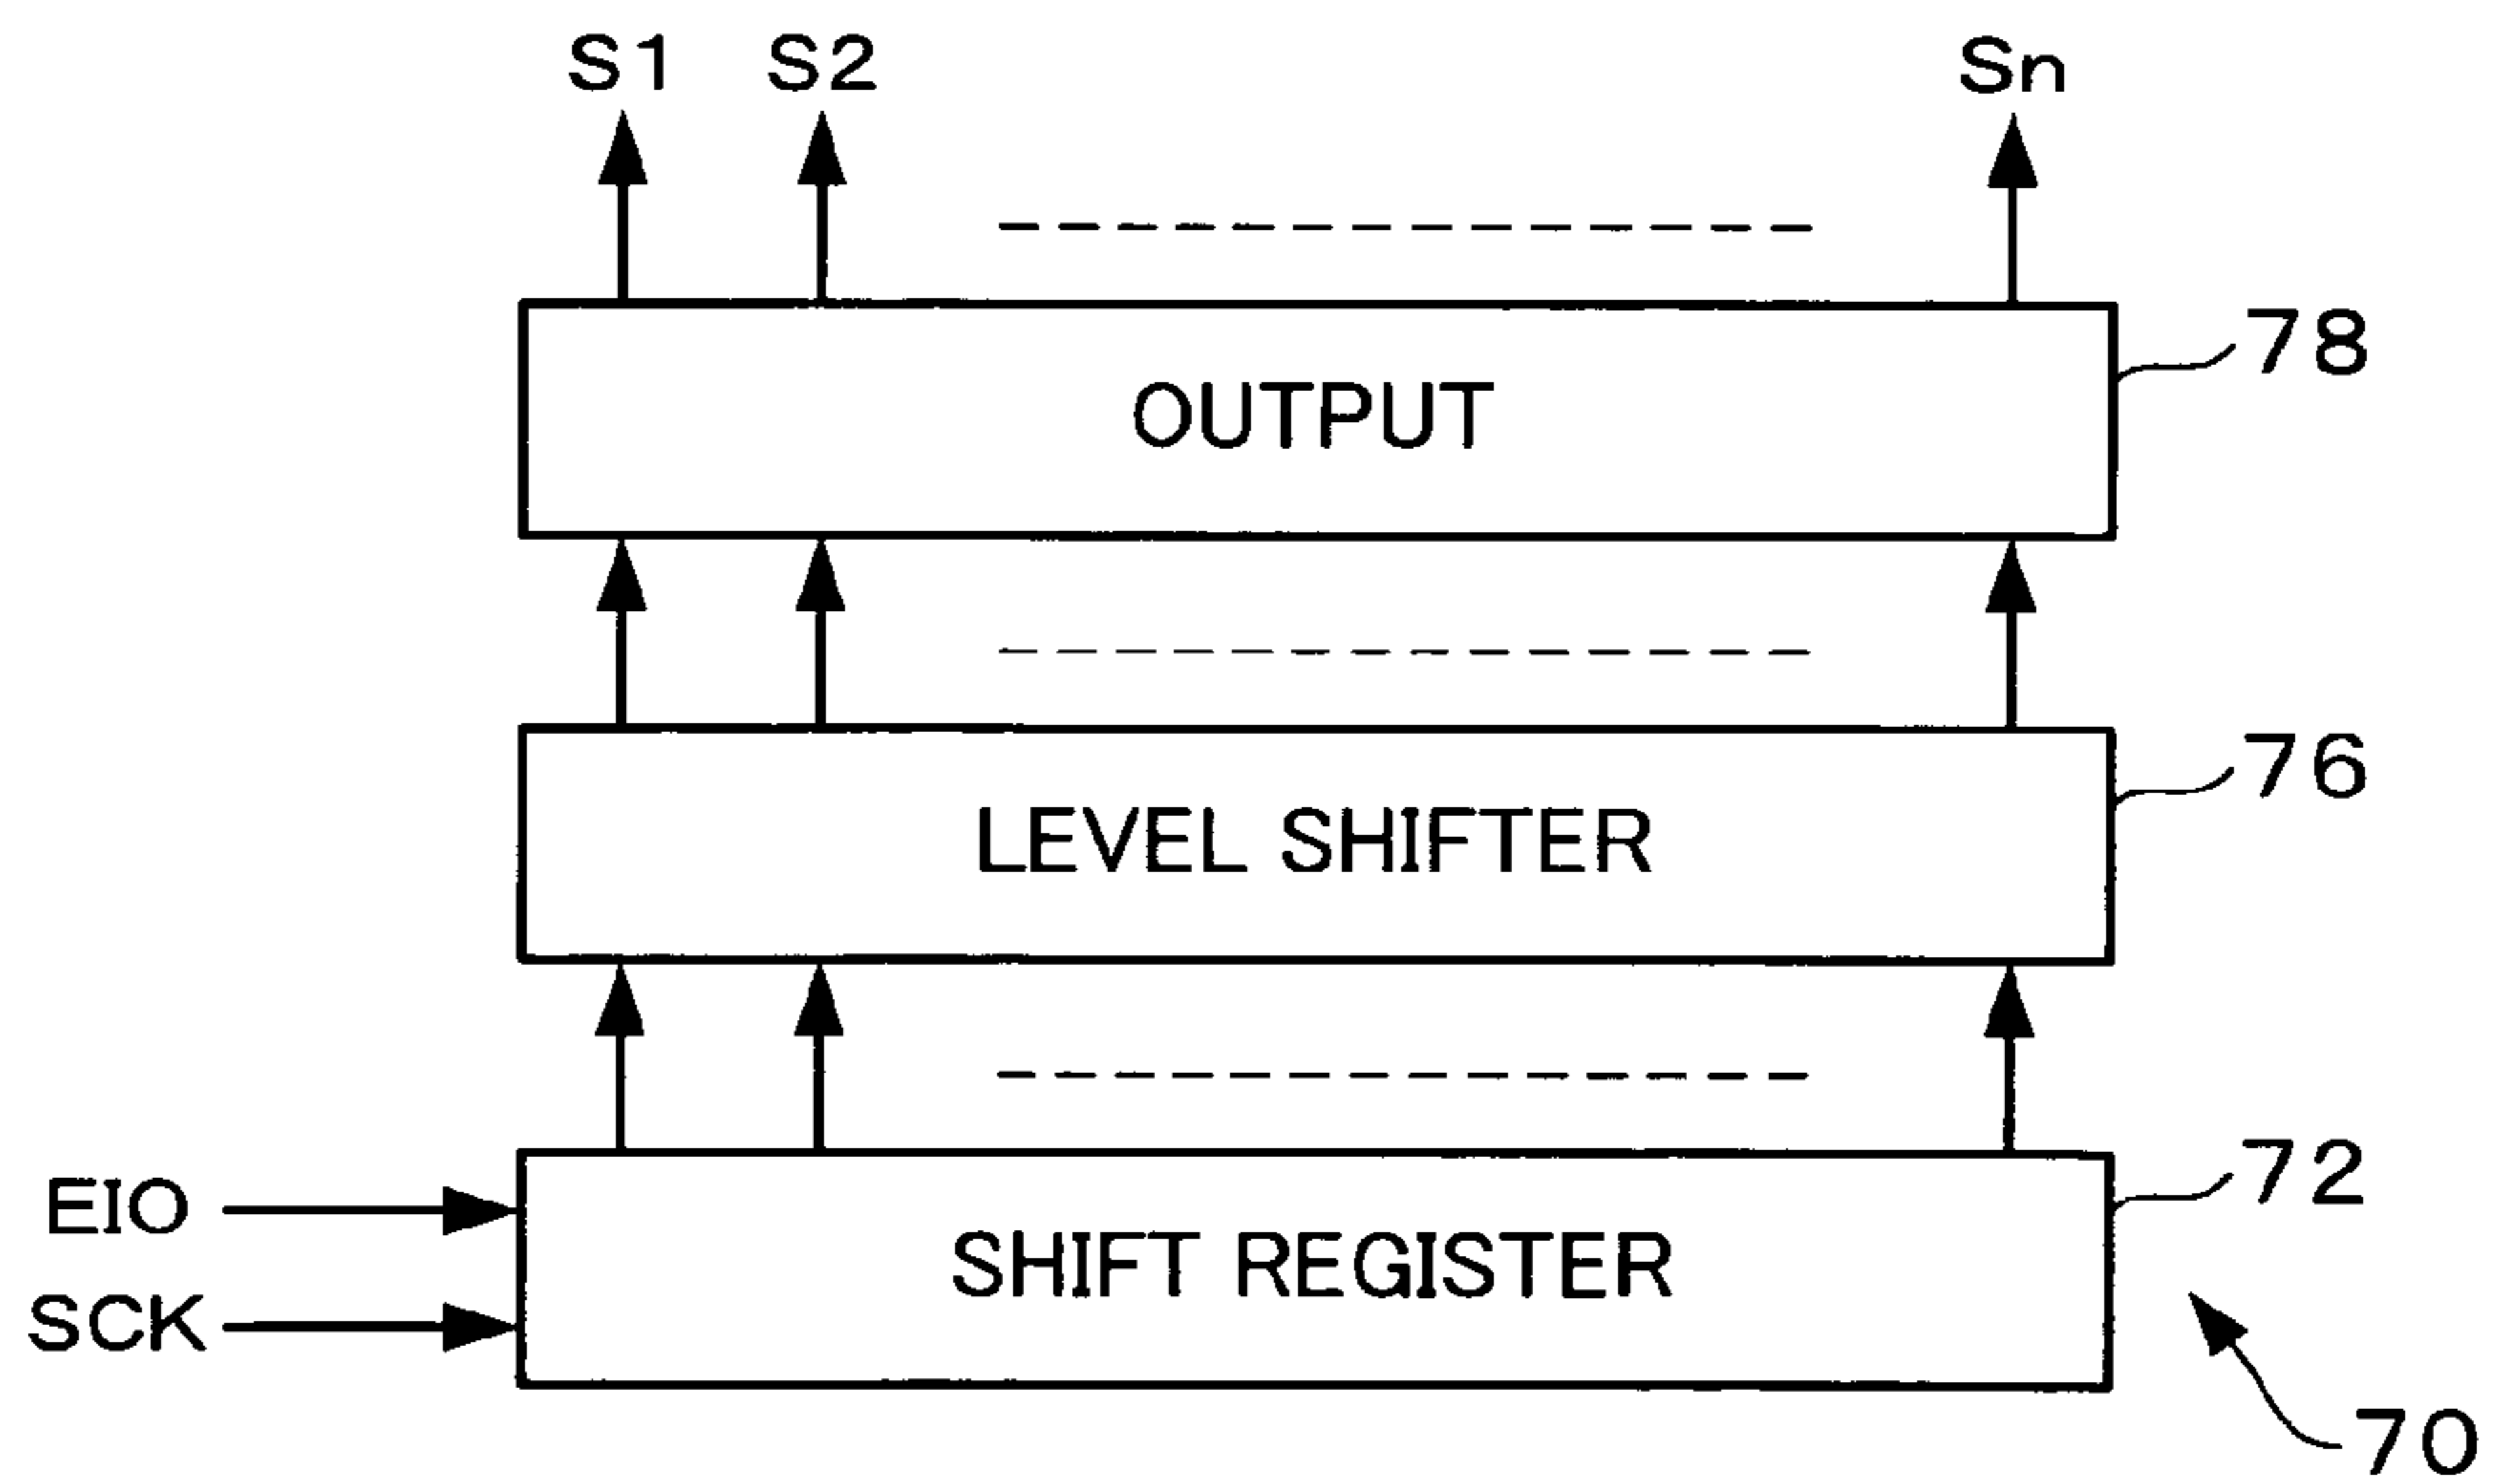 S1 S2 Sn
78
OUTPUT
76
LEVEL SHIFTER
72
EIO
SHIFT REGISTER
SCK
70